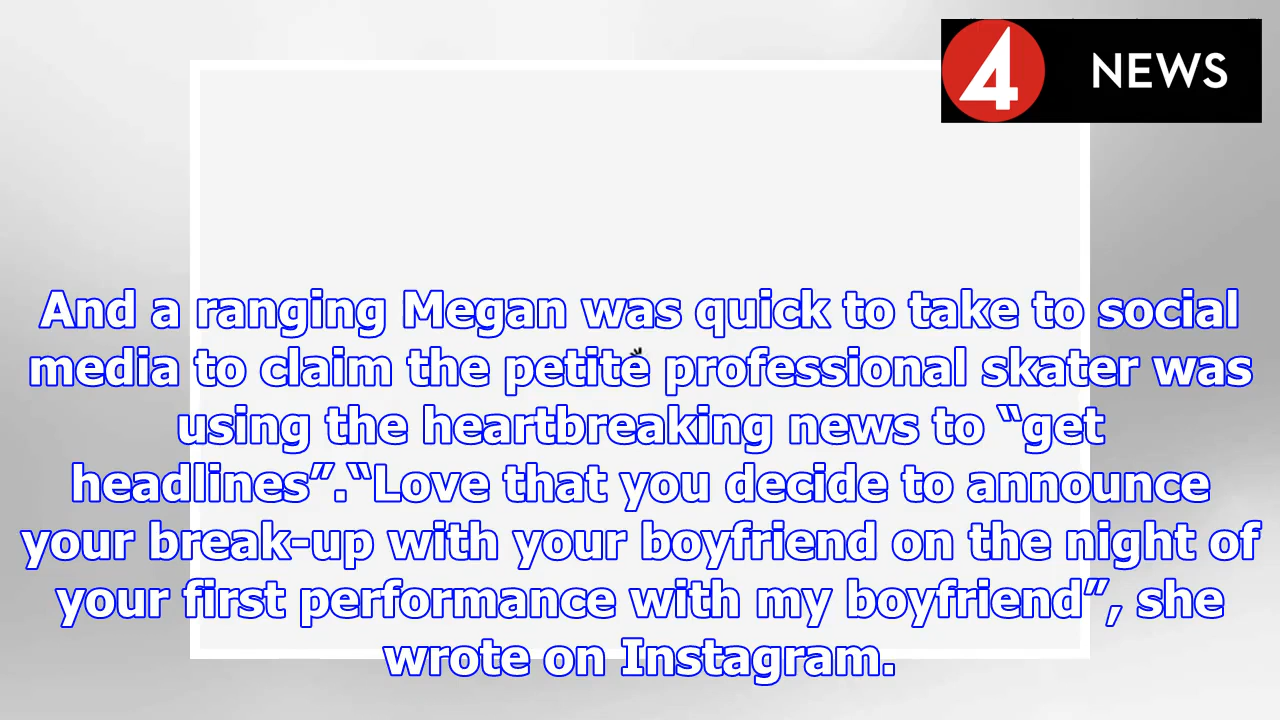 4 NEWS
And a ranging Megan was quick to take to social
media to claim the petite professional skater was
using the heartbreaking news to “get
headlines”.“Love that you decide to announce
your break-up with your boyfriend on the night of
your first performance with my boyfriend”, she
wrote on Instagram.